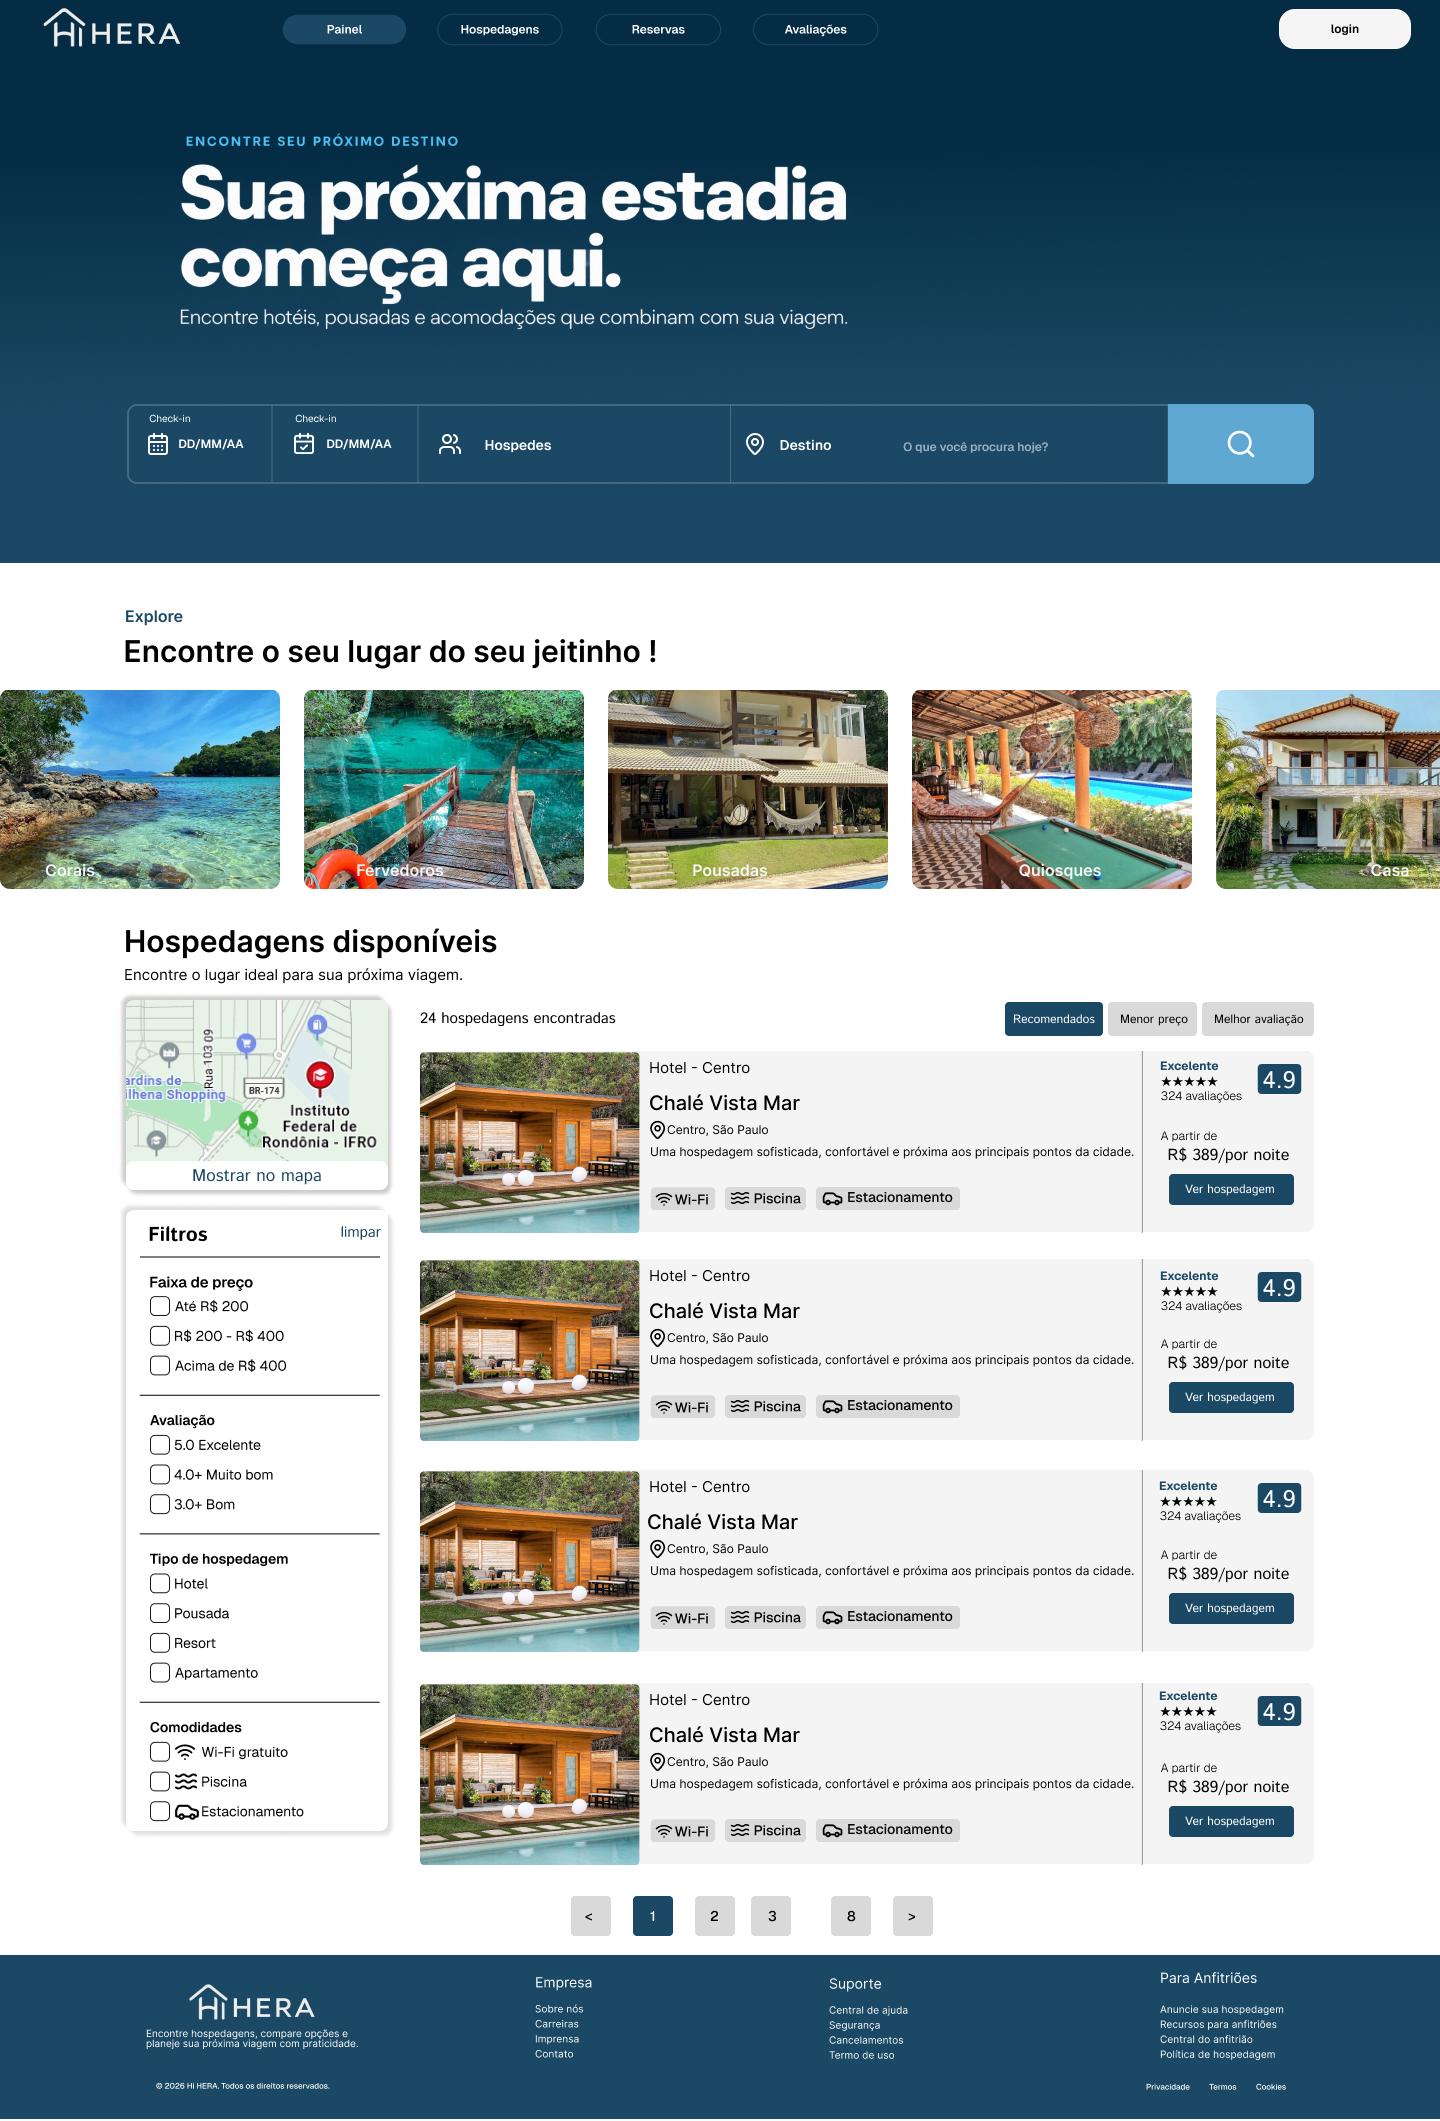 Hi HERA
Painel
Hospedagens
Reservas
Avaliações
login
ENCONTRE SEU PRÓXIMO DESTINO
Sua próxima estadia
começa aqui.
Encontre hotéis, pousadas e acomodações que combinam com sua viagem.
Check-in
DD/MM/AA
Check-in
DD/MM/AA
Hospedes
Destino
O que você procura hoje?
Explore
Encontre o seu lugar do seu jeitinho !
Corais
Fervedoros
Pousadas
Quiosques
Casa
Hospedagens disponíveis
Encontre o lugar ideal para sua próxima viagem.
Rua 103 09
ardins de
lhena Shopping
BR-174
Instituto
Federal de
Rondônia - IFRO
Mostrar no mapa
Filtros
limpar
Faixa de preço
Até R$ 200
R$ 200 - R$ 400
Acima de R$ 400
Avaliação
5.0 Excelente
4.0+ Muito bom
3.0+ Bom
Tipo de hospedagem
Hotel
Pousada
Resort
Apartamento
Comodidades
Wi-Fi gratuito
Piscina
Estacionamento
24 hospedagens encontradas
Recomendados
Menor preço
Melhor avaliação
Hotel - Centro
Chalé Vista Mar
Centro, São Paulo
Uma hospedagem sofisticada, confortável e próxima aos principais pontos da cidade.
Wi-Fi
Piscina
Estacionamento
Excelente
★★★★★
324 avaliações
4.9
A partir de
R$ 389/por noite
Ver hospedagem
Hotel - Centro
Chalé Vista Mar
Centro, São Paulo
Uma hospedagem sofisticada, confortável e próxima aos principais pontos da cidade.
Wi-Fi
Piscina
Estacionamento
Excelente
★★★★★
324 avaliações
4.9
A partir de
R$ 389/por noite
Ver hospedagem
Hotel - Centro
Chalé Vista Mar
Centro, São Paulo
Uma hospedagem sofisticada, confortável e próxima aos principais pontos da cidade.
Wi-Fi
Piscina
Estacionamento
Excelente
★★★★★
324 avaliações
4.9
A partir de
R$ 389/por noite
Ver hospedagem
Hotel - Centro
Chalé Vista Mar
Centro, São Paulo
Uma hospedagem sofisticada, confortável e próxima aos principais pontos da cidade.
Wi-Fi
Piscina
Estacionamento
Excelente
★★★★★
324 avaliações
4.9
A partir de
R$ 389/por noite
Ver hospedagem
<
1
2
3
8
>
Hi HERA
Encontre hospedagens, compare opções e
planeje sua próxima viagem com praticidade.
© 2026 Hi HERA. Todos os direitos reservados.
Empresa
Sobre nós
Carreiras
Imprensa
Contato
Suporte
Central de ajuda
Segurança
Cancelamentos
Termo de uso
Para Anfitriões
Anuncie sua hospedagem
Recursos para anfitriões
Central do anfitrião
Política de hospedagem
Privacidade
Termos
Cookies